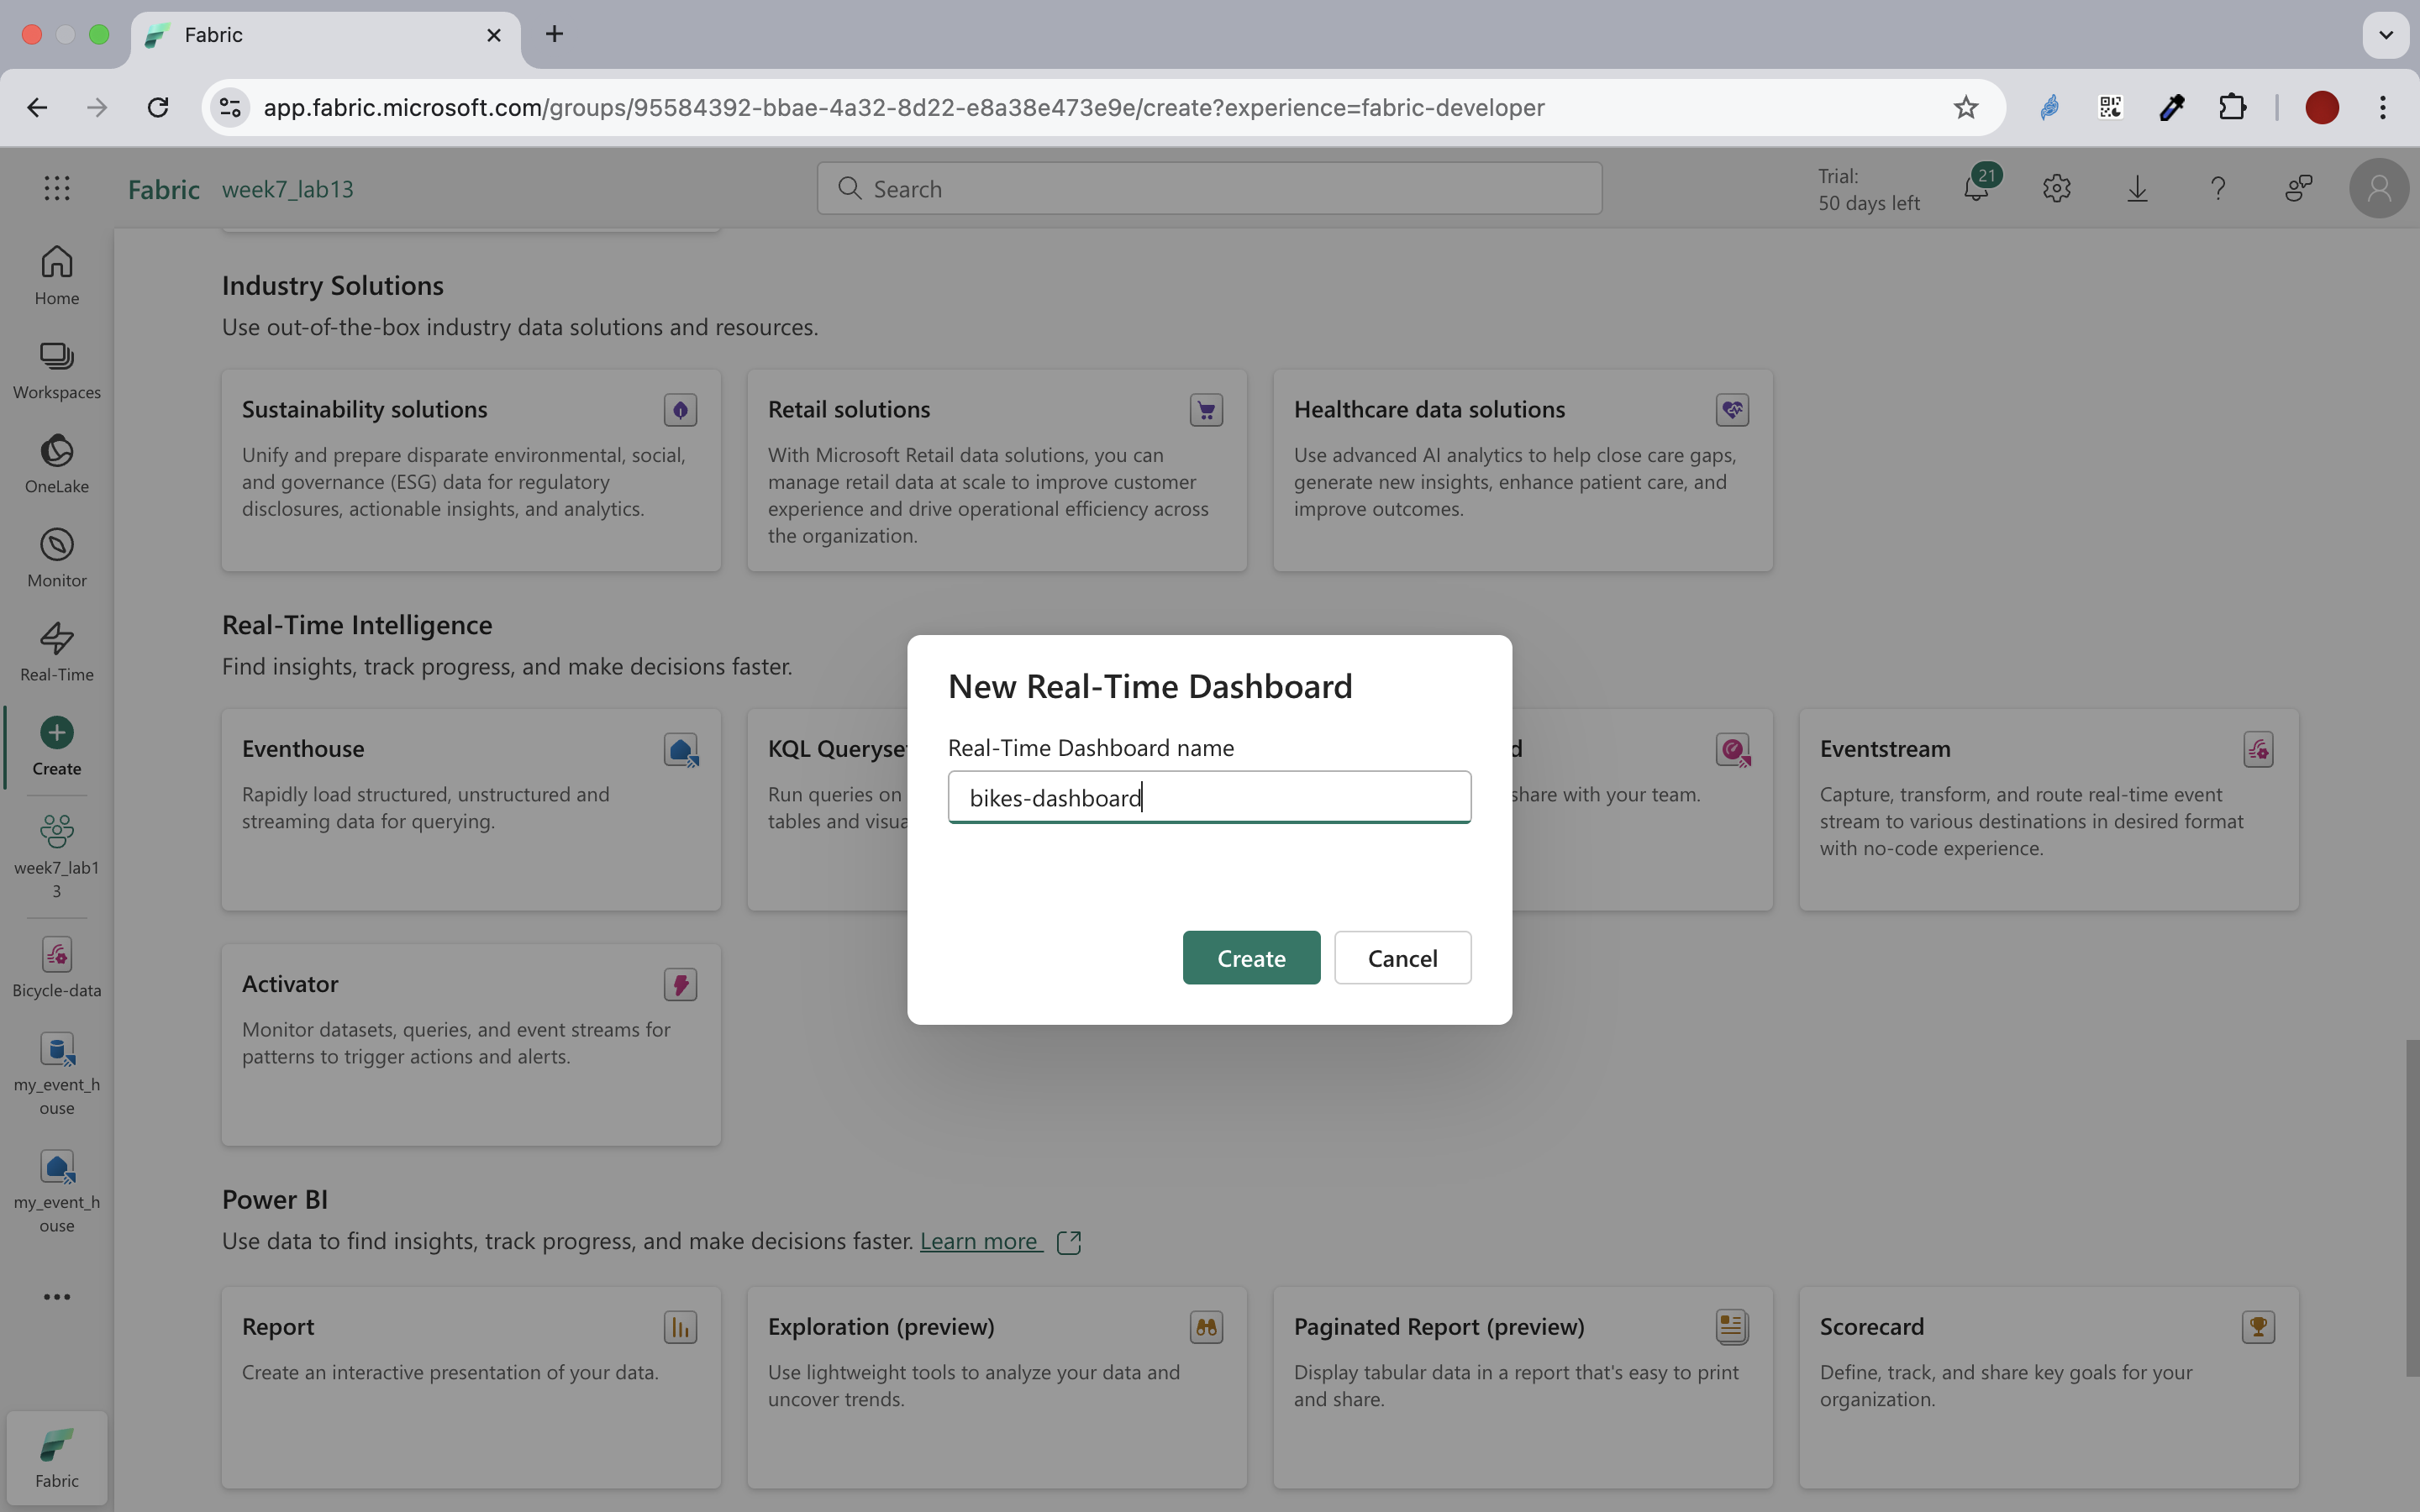 Fabric
app.fabric.microsoft.com/groups/95584392-bbae-4a32-8d22-e8a38e473e9e/create?experience=fabric-developer
Fabric week7_lab13
Search
Trial:
50 days left
21
Home
Workspaces
OneLake
Monitor
Real-Time
Create
week7_lab1
3
Bicycle-data
my_event_h
ouse
my_event_h
ouse
Fabric
Industry Solutions
Use out-of-the-box industry data solutions and resources.
Sustainability solutions
Unify and prepare disparate environmental, social,
and governance (ESG) data for regulatory
disclosures, actionable insights, and analytics.
Retail solutions
With Microsoft Retail data solutions, you can
manage retail data at scale to improve customer
experience and drive operational efficiency across
the organization.
Healthcare data solutions
Use advanced AI analytics to help close care gaps,
generate new insights, enhance patient care, and
improve outcomes.
Real-Time Intelligence
Find insights, track progress, and make decisions faster.
Eventhouse
Rapidly load structured, unstructured and
streaming data for querying.
KQL Queryse
Run queries on
tables and visua
d
share with your team.
Eventstream
Capture, transform, and route real-time event
stream to various destinations in desired format
with no-code experience.
Activator
Monitor datasets, queries, and event streams for
patterns to trigger actions and alerts.
New Real-Time Dashboard
Real-Time Dashboard name
bikes-dashboard
Create
Cancel
Power BI
Use data to find insights, track progress, and make decisions faster. Learn more
Report
Create an interactive presentation of your data.
Exploration (preview)
Use lightweight tools to analyze your data and
uncover trends.
Paginated Report (preview)
Display tabular data in a report that's easy to print
and share.
Scorecard
Define, track, and share key goals for your
organization.